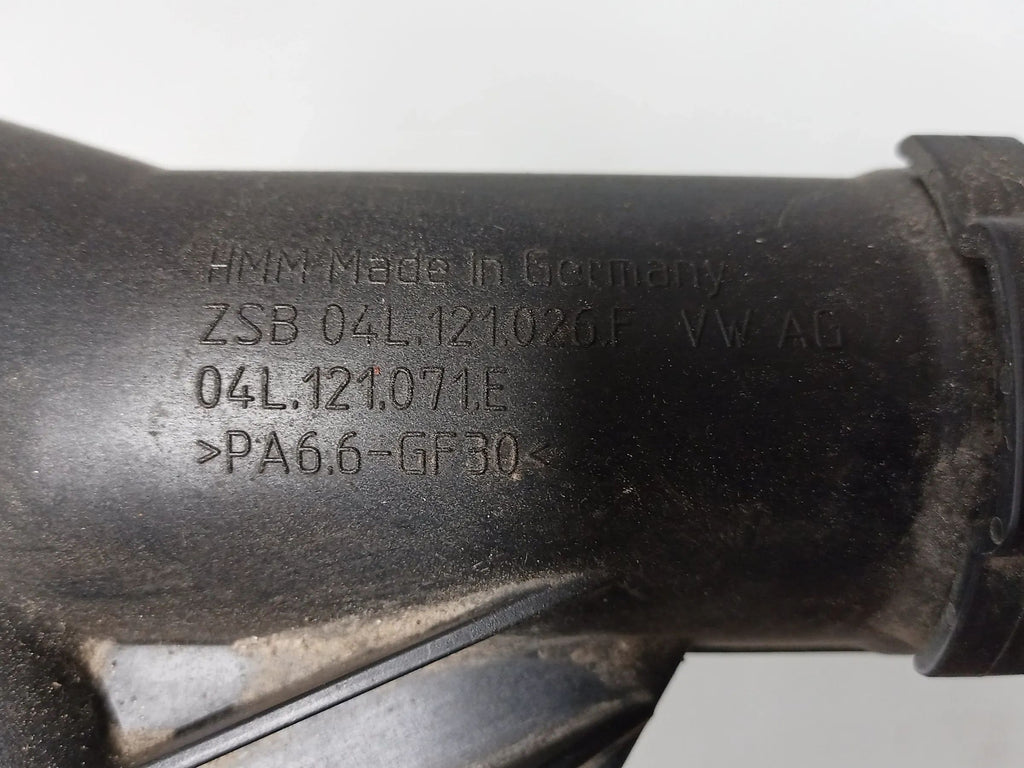 HMM Made in Germany
ZSB 04L.121.026.F VW AG
04L.121.071.E
>PA6.6-GF30<